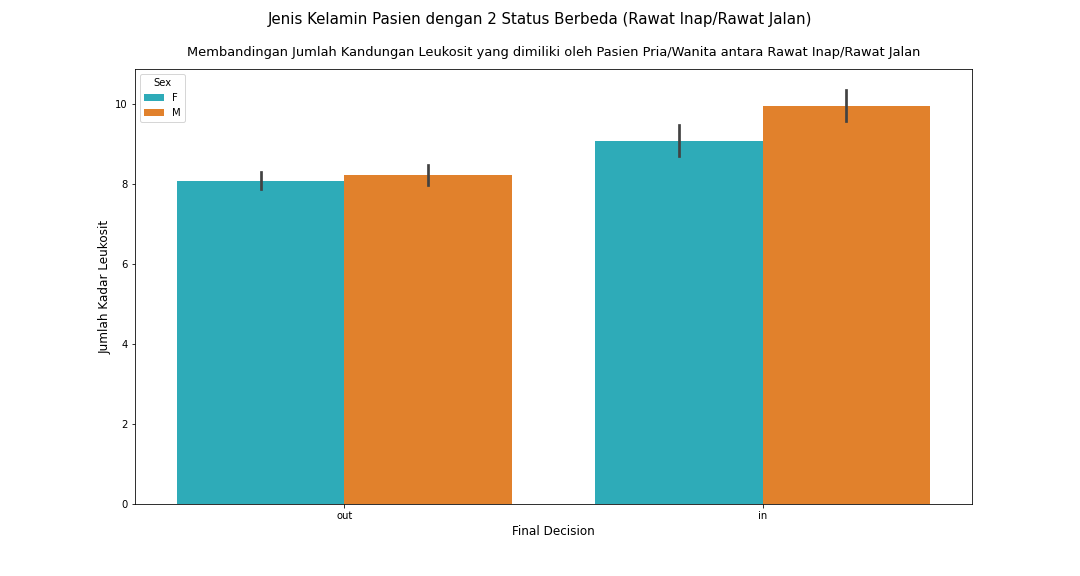 Jenis Kelamin Pasien dengan 2 Status Berbeda (Rawat Inap/Rawat Jalan)
Membandingan Jumlah Kandungan Leukosit yang dimiliki oleh Pasien Pria/Wanita antara Rawat Inap/Rawat Jalan
Sex
F
M
Jumlah Kadar Leukosit
10
8
6
4
2
0
out
in
Final Decision